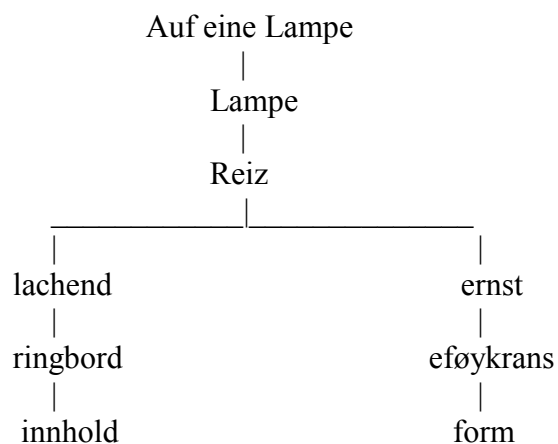 Auf eine Lampe
Lampe
Reiz
lachend ernst
ringbord eføykrans
innhold form